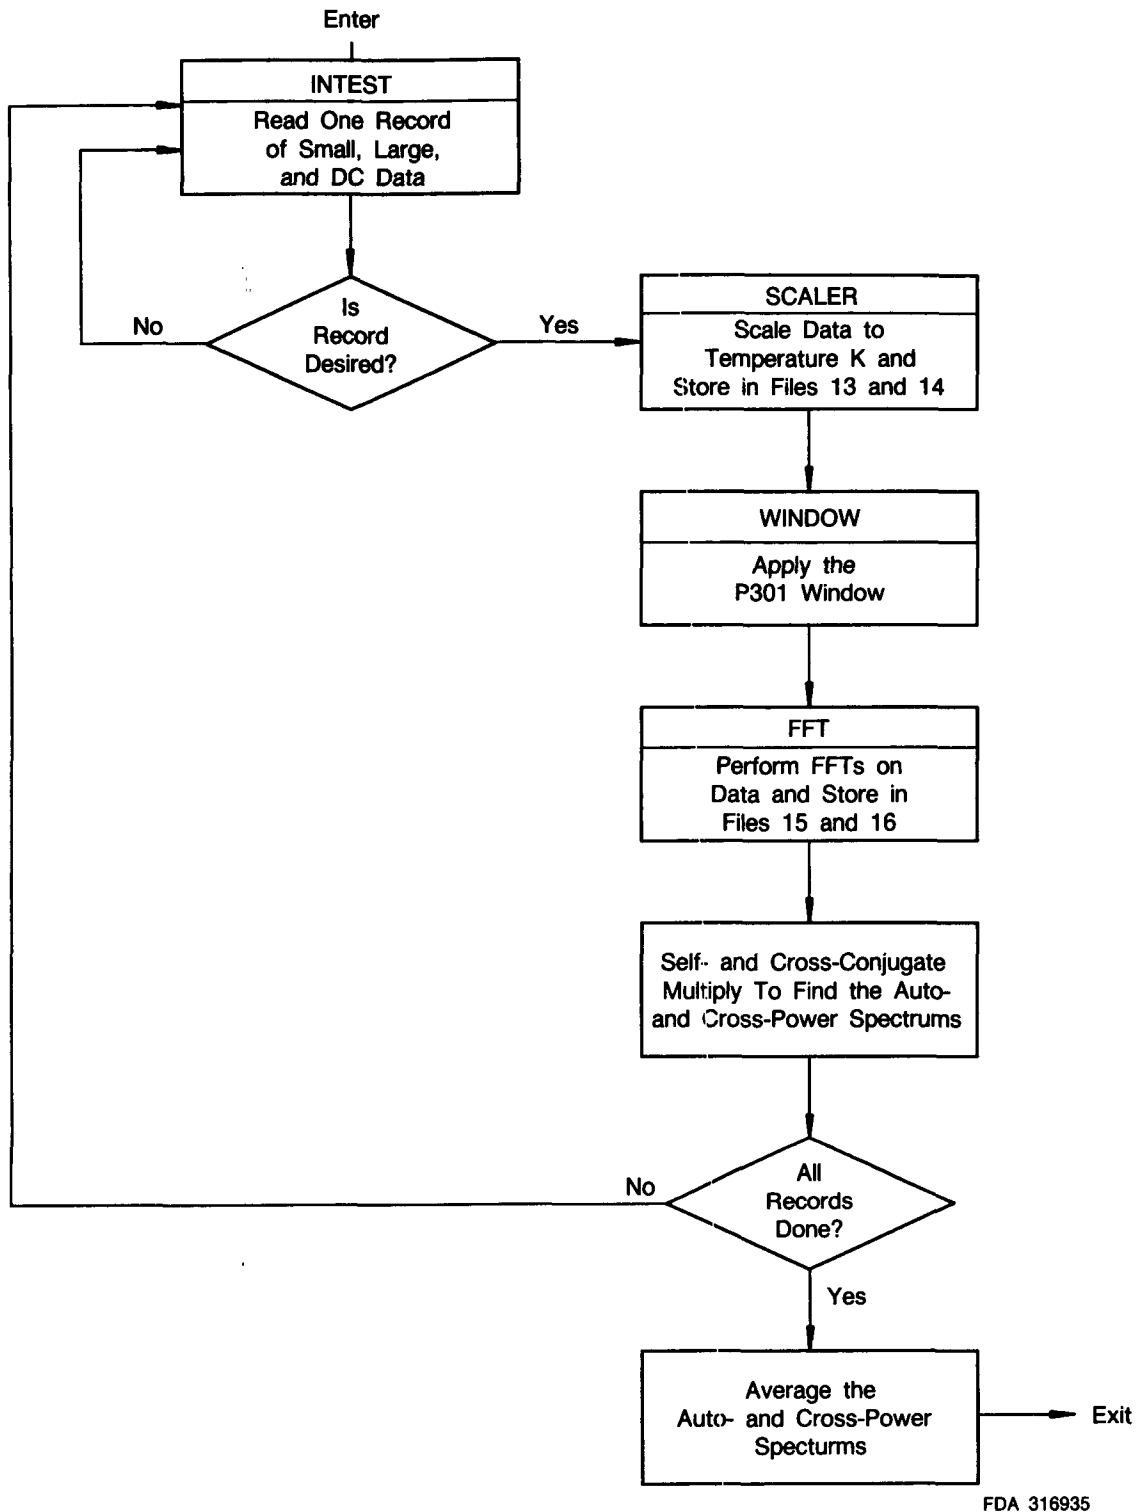 Enter
INTEST
Read One Record
of Small, Large,
and DC Data
Is
Record
Desired?
No
Yes
SCALER
Scale Data to
Temperature K and
Store in Files 13 and 14
WINDOW
Apply the
P301 Window
FFT
Perform FFTs on
Data and Store in
Files 15 and 16
Self- and Cross-Conjugate
Multiply To Find the Auto-
and Cross-Power Spectrums
All
Records
Done?
No
Yes
Average the
Auto- and Cross-Power
Specturms
Exit
FDA 316935